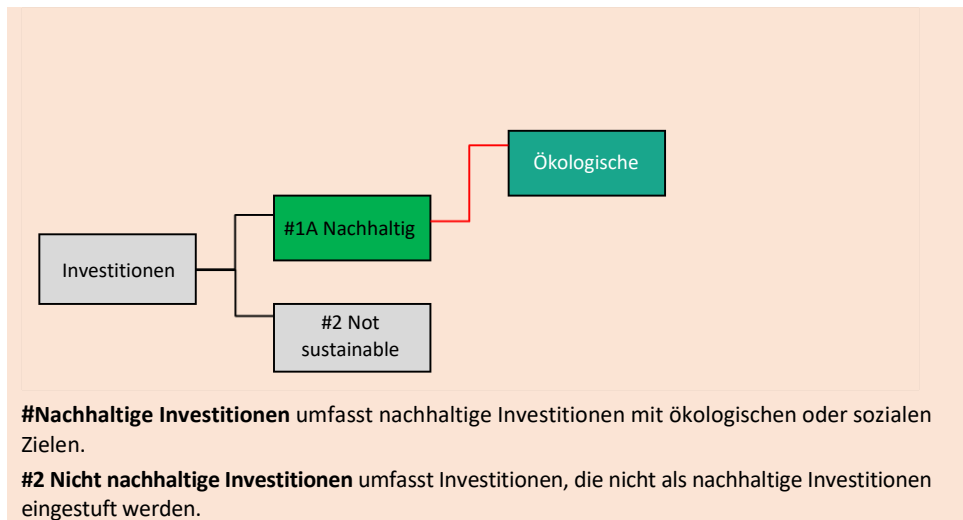 Ökologische
#1A Nachhaltig
Investitionen
#2 Not
sustainable
#Nachhaltige Investitionen umfasst nachhaltige Investitionen mit ökologischen oder sozialen
Zielen.
#2 Nicht nachhaltige Investitionen umfasst Investitionen, die nicht als nachhaltige Investitionen
eingestuft werden.